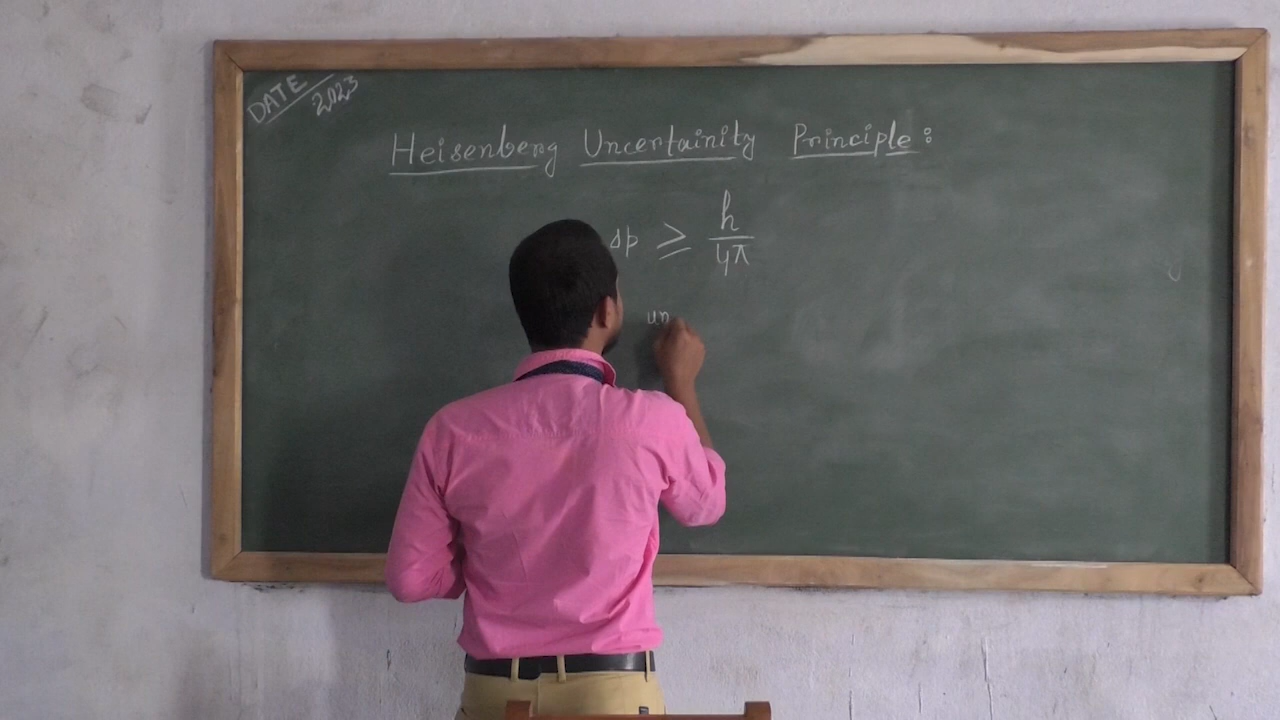 DATE
2023
Heisenberg Uncertainity Principle:
Δp ≥ h/4π
un